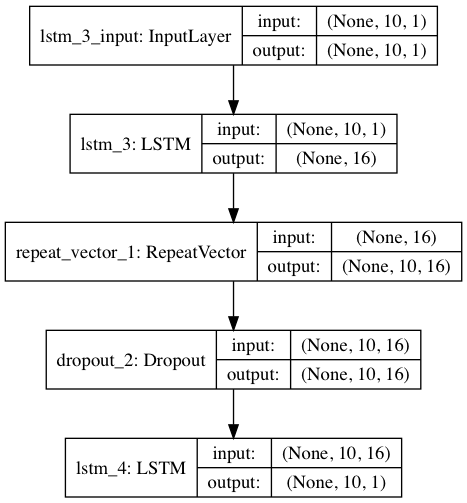 lstm_3_input: InputLayer
input: (None, 10, 1)
output: (None, 10, 1)
lstm_3: LSTM
input: (None, 10, 1)
output: (None, 16)
repeat_vector_1: RepeatVector
input: (None, 16)
output: (None, 10, 16)
dropout_2: Dropout
input: (None, 10, 16)
output: (None, 10, 16)
lstm_4: LSTM
input: (None, 10, 16)
output: (None, 10, 1)